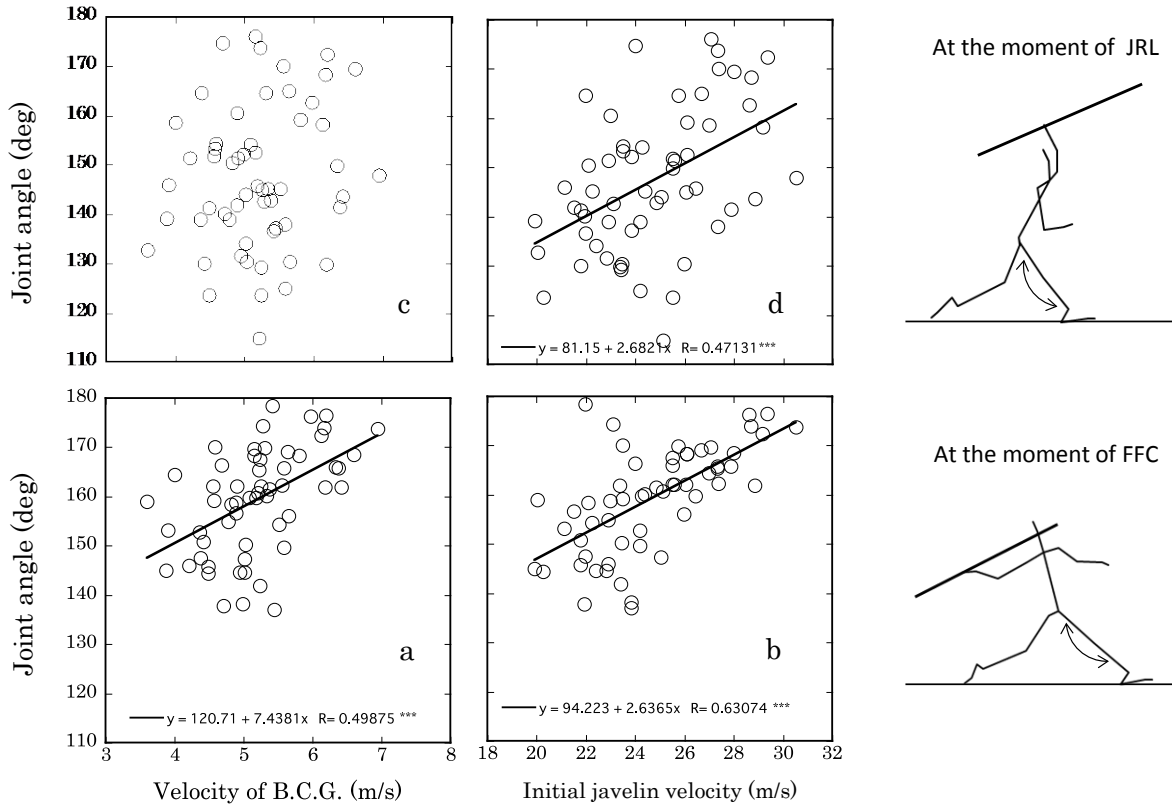 Joint angle (deg
180
170
160
150
140
130
120
110
c
d
y = 81.15 + 2.6821x R= 0.47131 ***
At the moment of JRL
Joint angle (deg)
180
170
160
150
140
130
120
110
a
b
y = 120.71 + 7.4381x R= 0.49875 ***
y = 94.223 + 2.6365x R= 0.63074 ***
At the moment of FFC
3 4 5 6 7 8
18 20 22 24 26 28 30 32
Velocity of B.C.G. (m/s)
Initial javelin velocity (m/s)